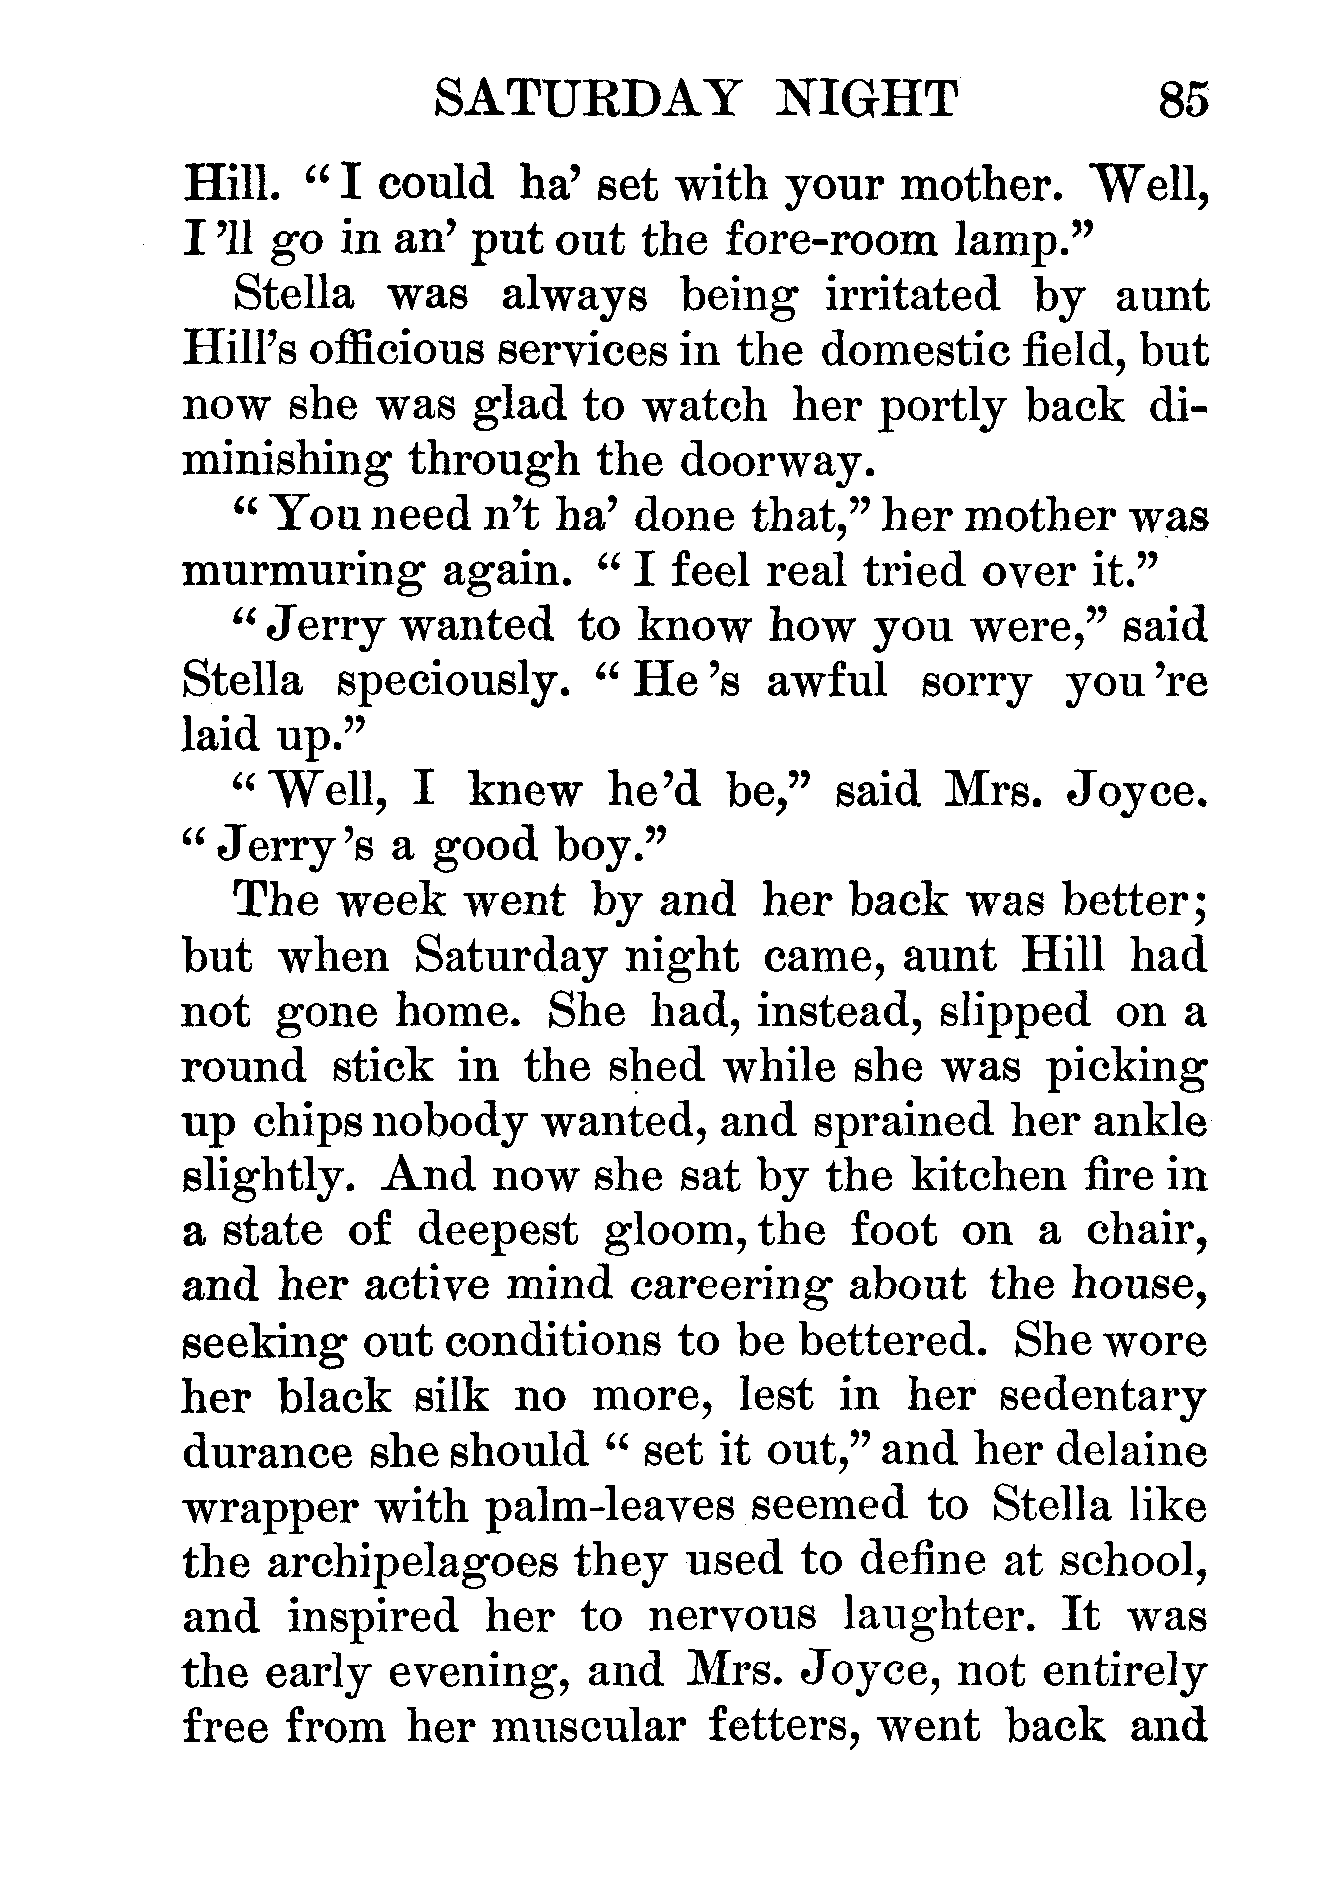 SATURDAY NIGHT 85
Hill. “I could ha’ set with your mother. Well,
I ’ll go in an’ put out the fore-room lamp.”
Stella was always being irritated by aunt
Hill’s officious services in the domestic field, but
now she was glad to watch her portly back di-
minishing through the doorway.
“You need n’t ha’ done that,” her mother was
murmuring again. “I feel real tried over it.”
“Jerry wanted to know how you were,” said
Stella speciously. “He ’s awful sorry you ’re
laid up.”
“Well, I knew he’d be,” said Mrs. Joyce.
“Jerry ’s a good boy.”
The week went by and her back was better;
but when Saturday night came, aunt Hill had
not gone home. She had, instead, slipped on a
round stick in the shed while she was picking
up chips nobody wanted, and sprained her ankle
slightly. And now she sat by the kitchen fire in
a state of deepest gloom, the foot on a chair,
and her active mind careering about the house,
seeking out conditions to be bettered. She wore
her black silk no more, lest in her sedentary
durance she should “set it out,” and her delaine
wrapper with palm-leaves seemed to Stella like
the archipelagoes they used to define at school,
and inspired her to nervous laughter. It was
the early evening, and Mrs. Joyce, not entirely
free from her muscular fetters, went back and